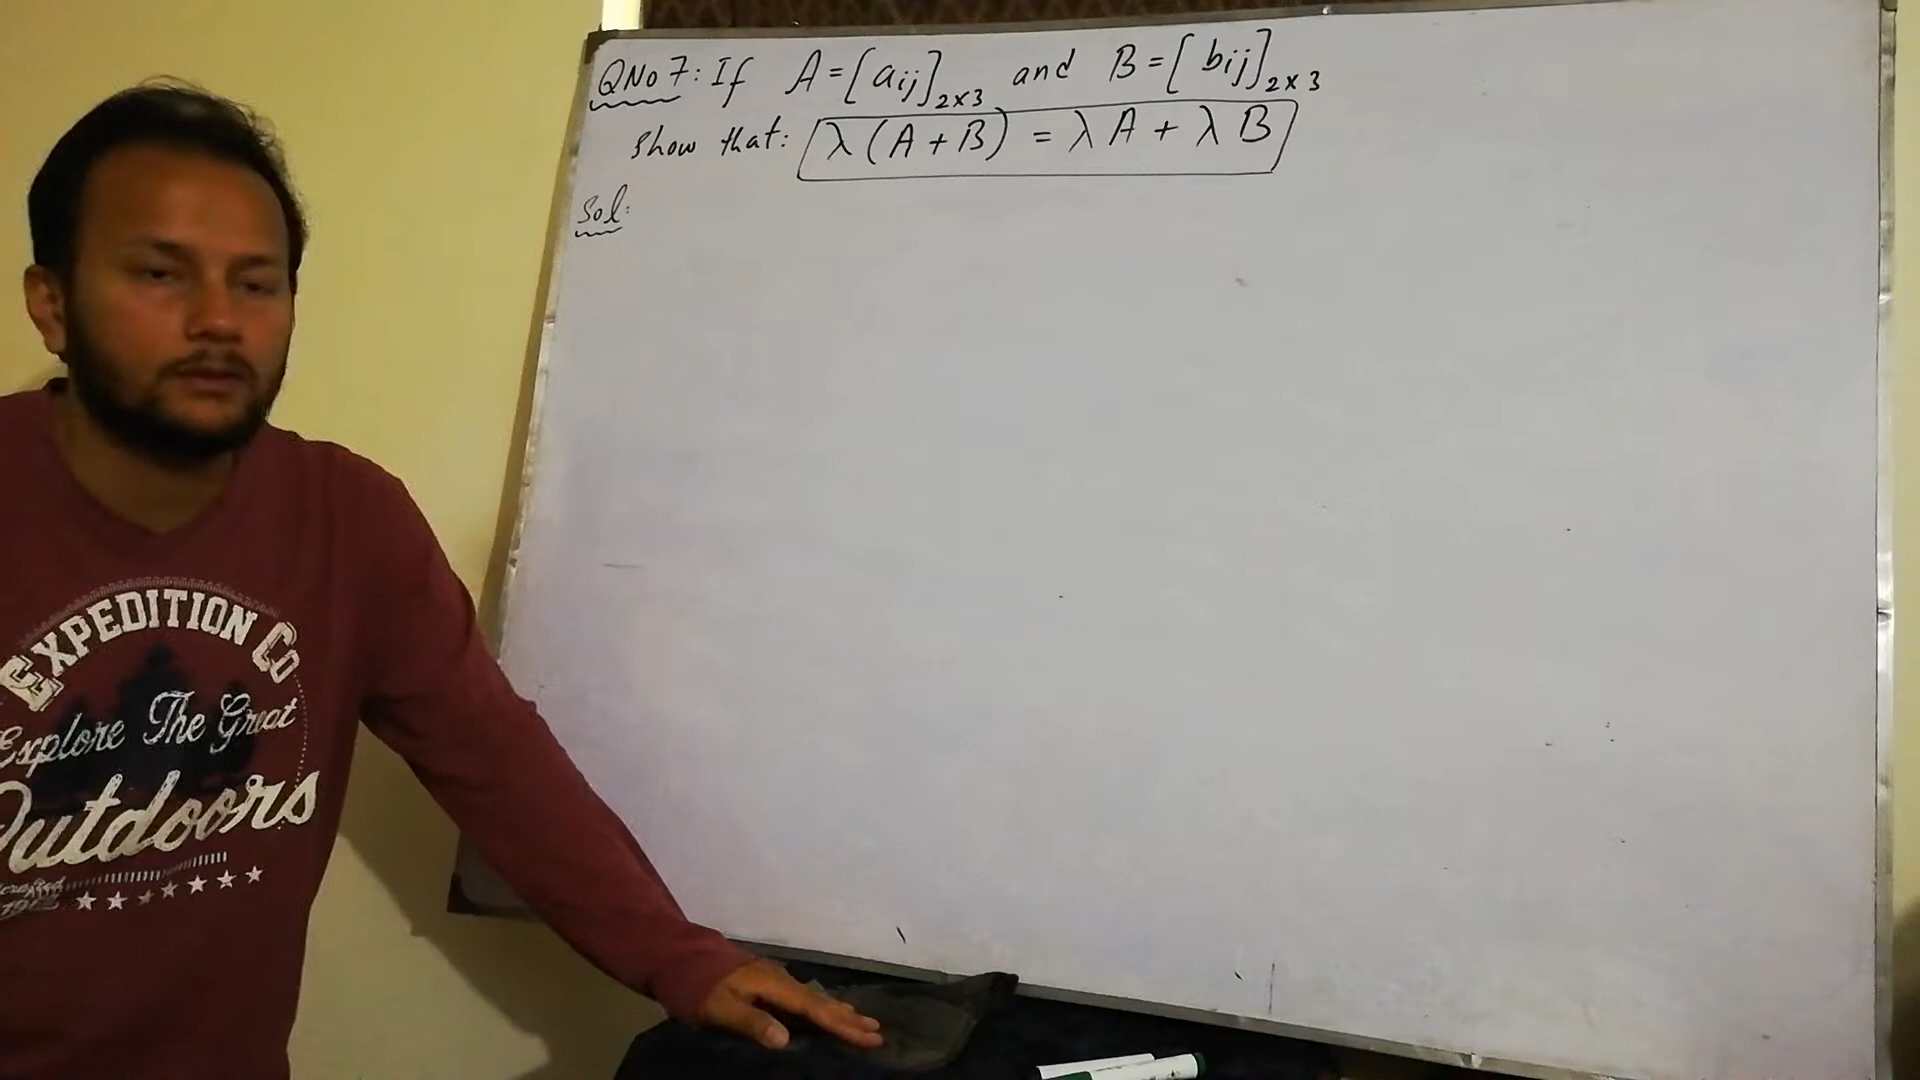 QNo 7: If A = [aij]2×3 and B = [bij]2×3
show that: λ(A + B) = λA + λB
Sol:
EXPEDITION CO
Explore The Great
Outdoors